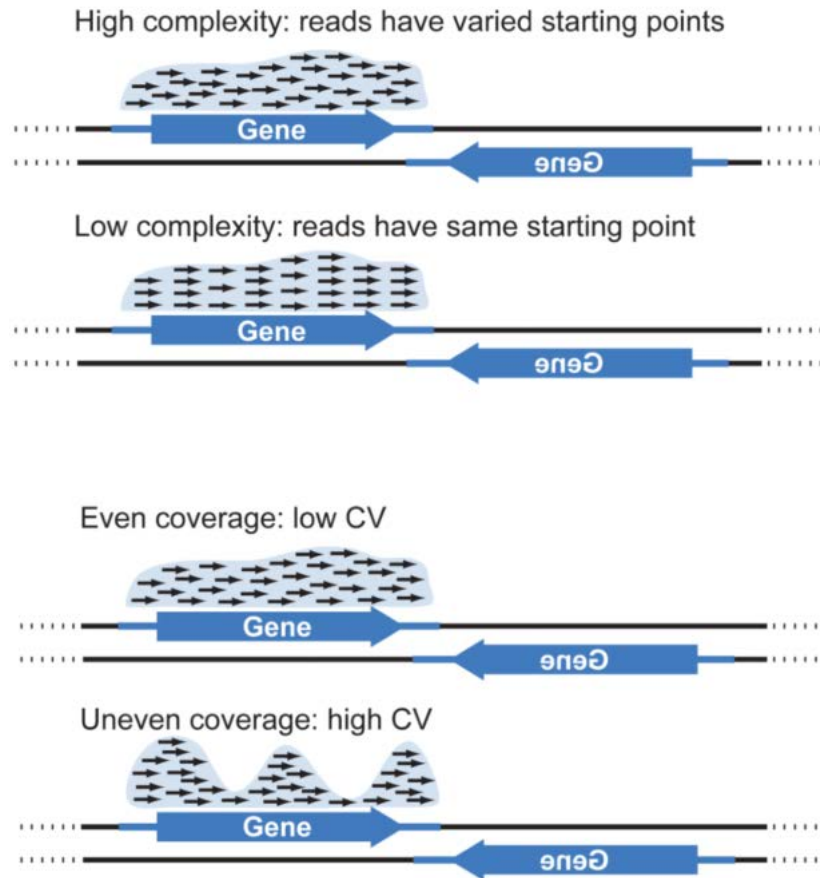 High complexity: reads have varied starting points
Gene
Gene
Low complexity: reads have same starting point
Gene
Gene
Even coverage: low CV
Gene
Gene
Uneven coverage: high CV
Gene
Gene